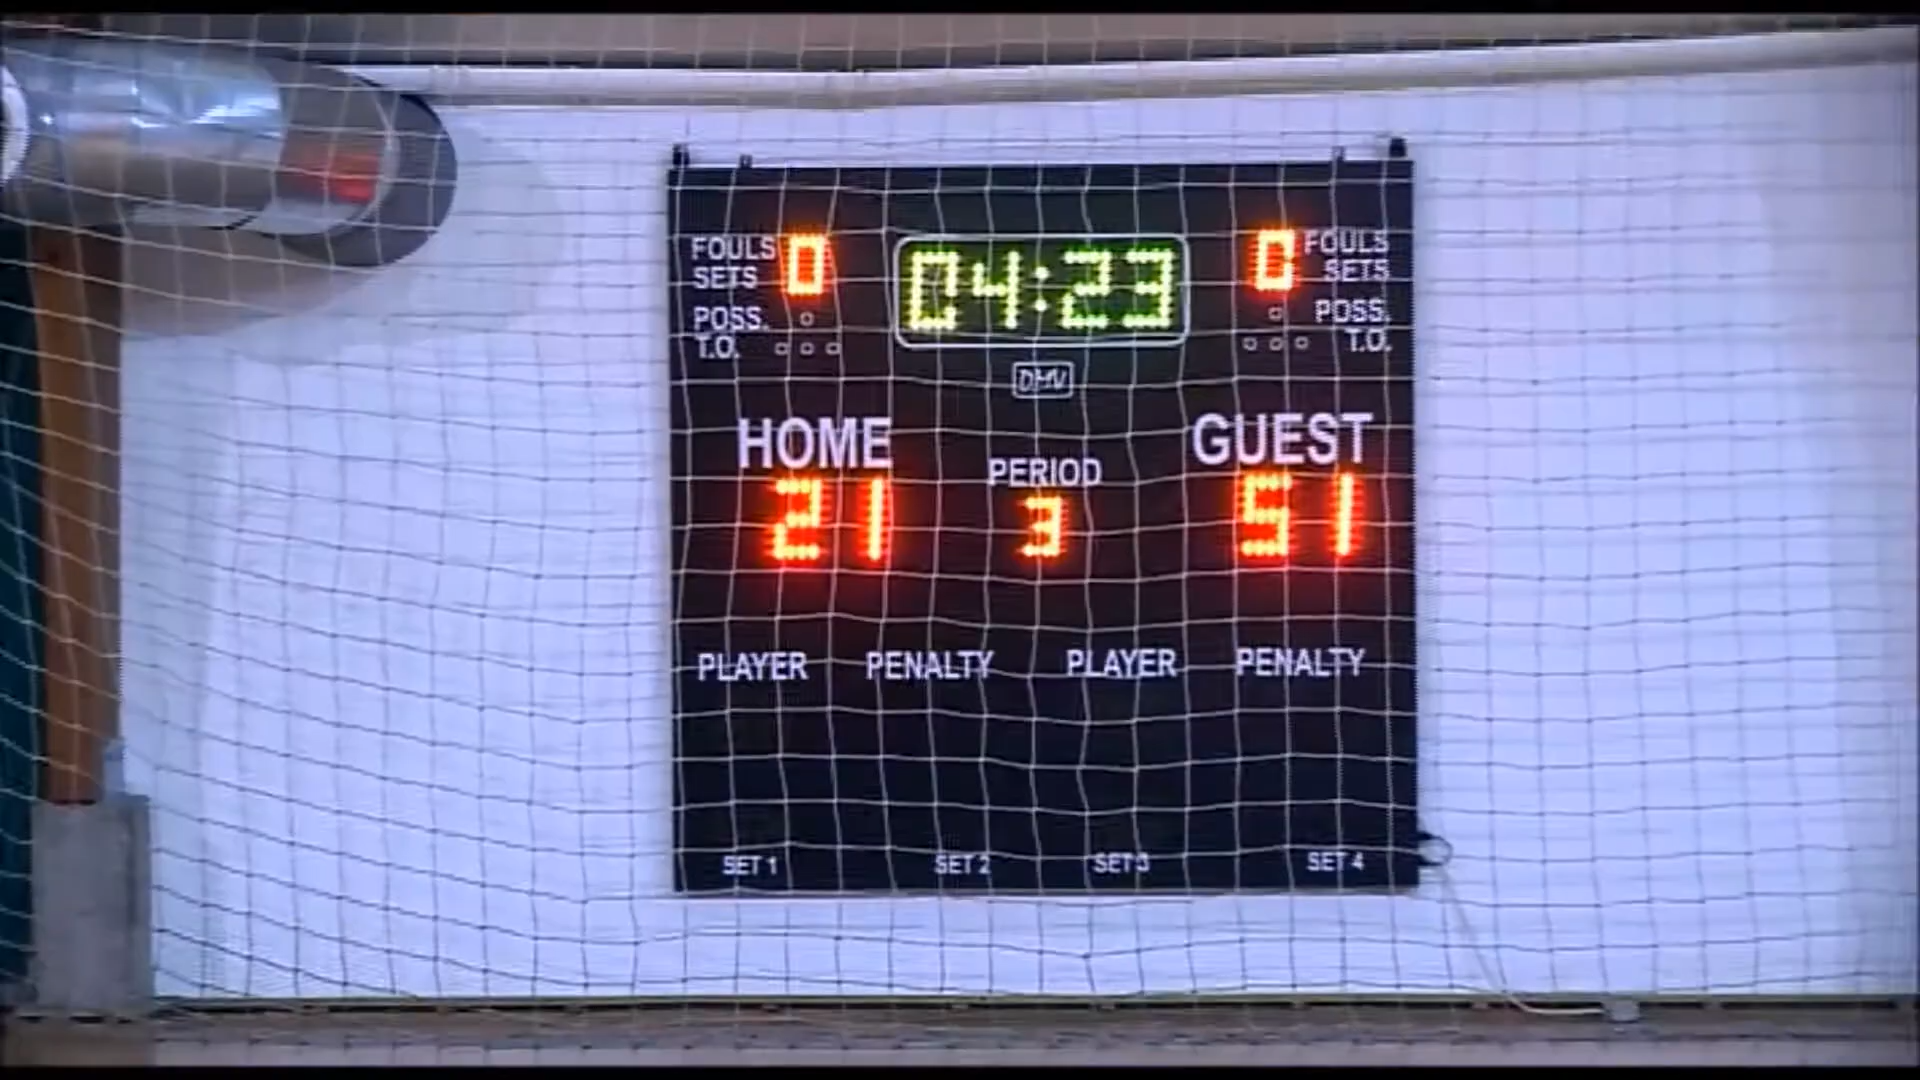 FOULS 0 04:23 0 FOULS
SETS SETS
POSS. POSS.
T.O. T.O.
DMV
HOME GUEST
PERIOD
21 3 51
PLAYER PENALTY PLAYER PENALTY
SET 1 SET 2 SET 3 SET 4